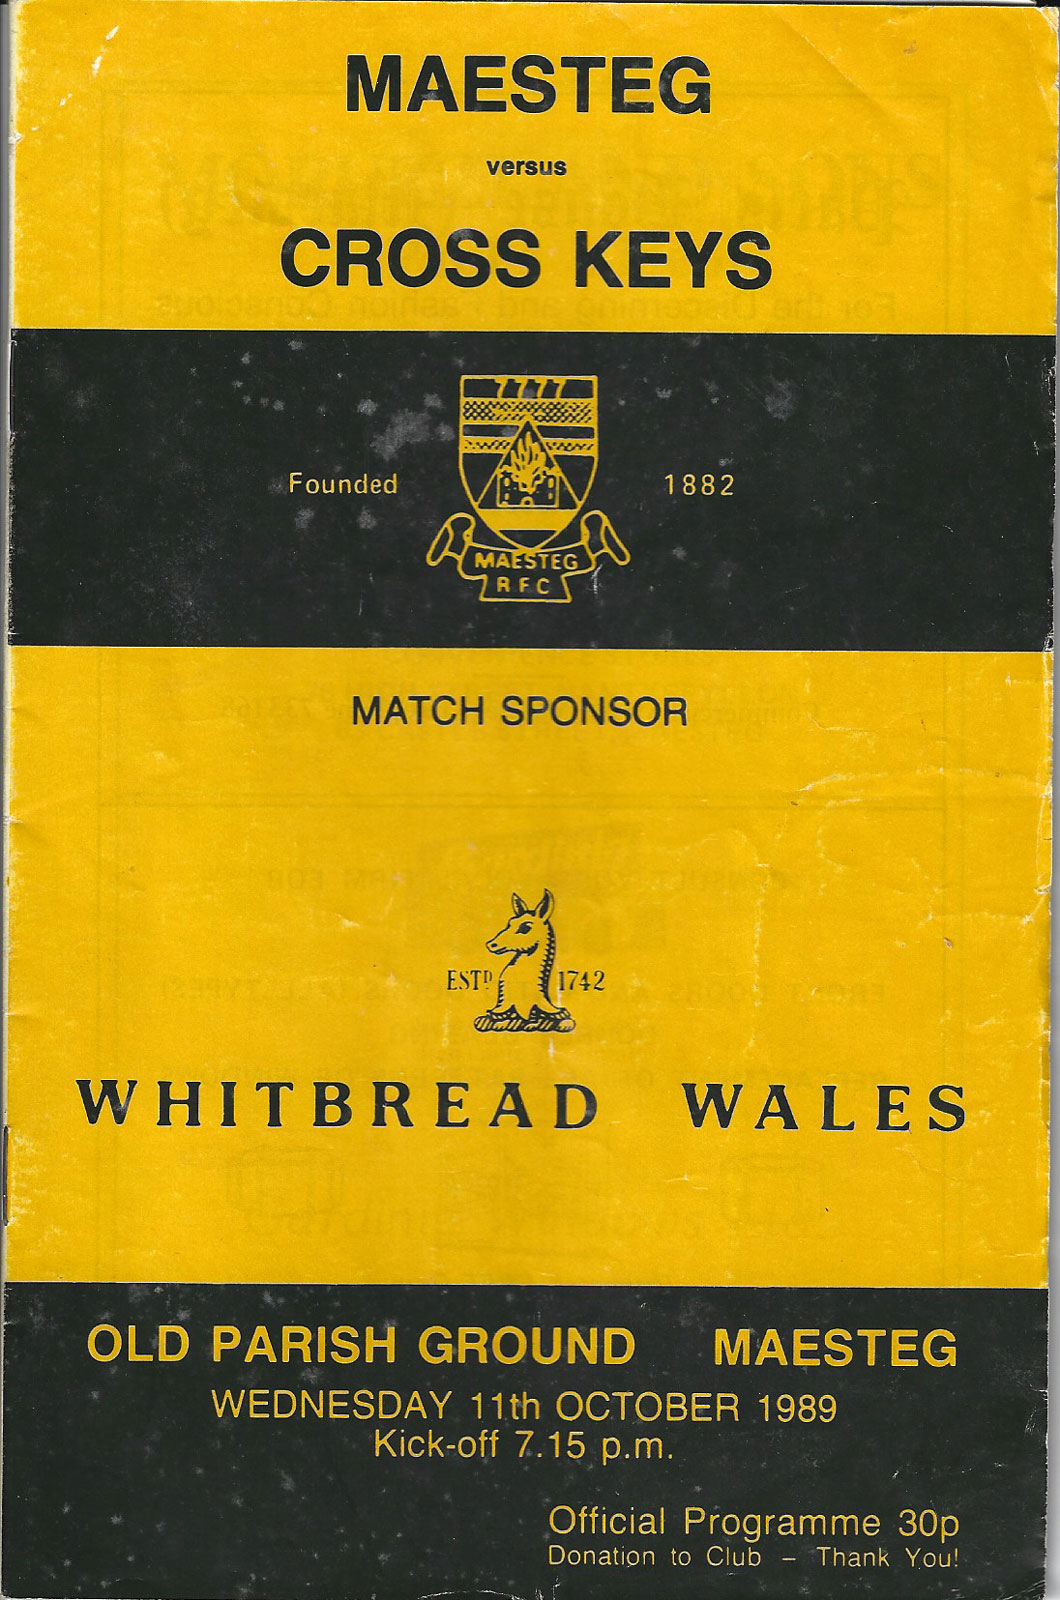 MAESTEG
versus
CROSS KEYS
Founded 1882
MAESTEG
RFC
MATCH SPONSOR
ESTD 1742
WHITBREAD WALES
OLD PARISH GROUND MAESTEG
WEDNESDAY 11th OCTOBER 1989
Kick-off 7.15 p.m.
Official Programme 30p
Donation to Club – Thank You!